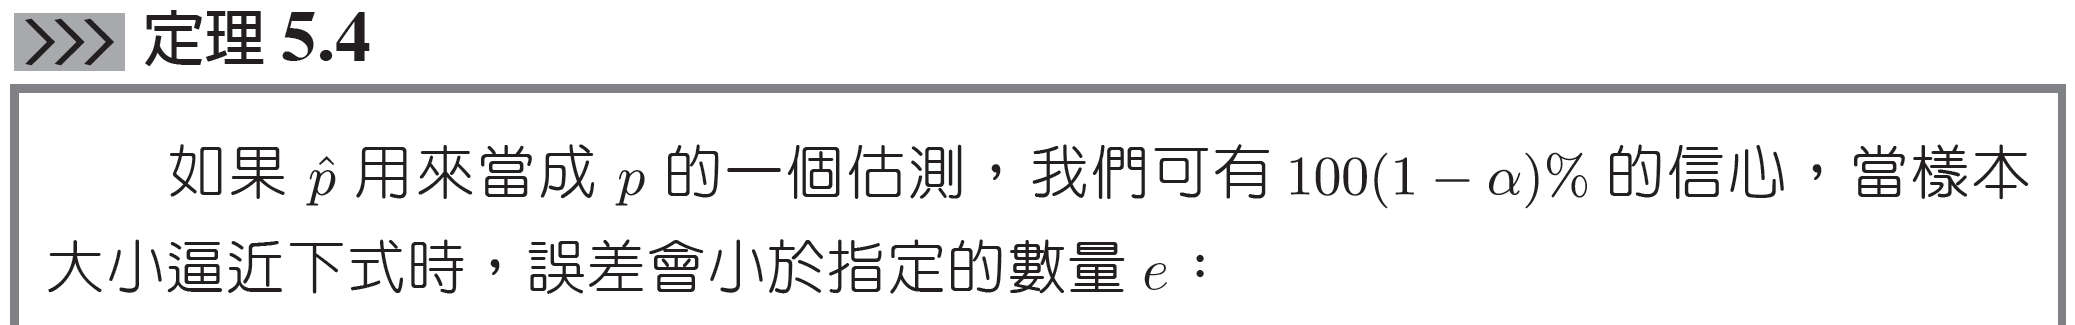 >>> 定理 5.4
如果 p̂ 用來當成 p 的一個估測，我們可有 100(1 − α)% 的信心，當樣本
大小逼近下式時，誤差會小於指定的數量 e：